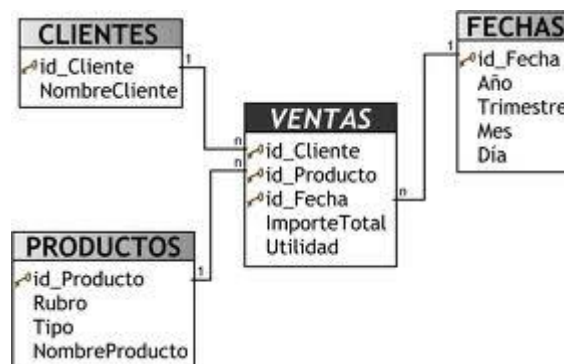 CLIENTES
id_Cliente
NombreCliente
1
n
VENTAS
id_Cliente
id_Producto
id_Fecha
ImporteTotal
Utilidad
n
n
1
FECHAS
id_Fecha
Año
Trimestre
Mes
Día
PRODUCTOS
id_Producto
Rubro
Tipo
NombreProducto
1